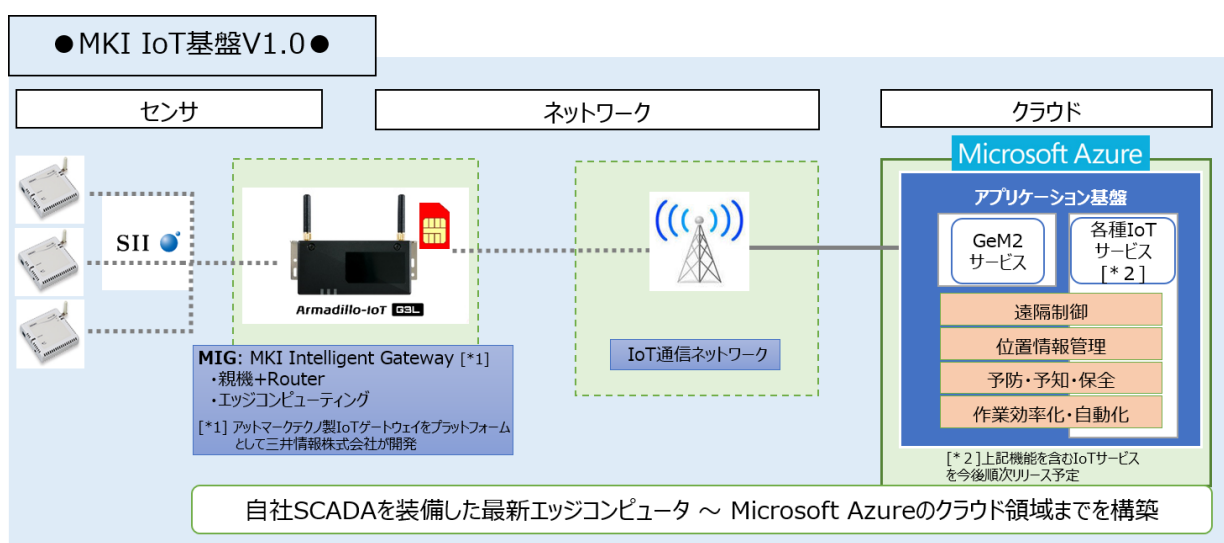 ●MKI IoT基盤V1.0●
センサ
ネットワーク
クラウド
SII
Armadillo-IoT G3L
MIG: MKI Intelligent Gateway [*1]
・親機+Router
・エッジコンピューティング
[*1] アットマークテクノ製IoTゲートウェイをプラットフォーム
として三井情報株式会社が開発
IoT通信ネットワーク
Microsoft Azure
アプリケーション基盤
GeM2
サービス
各種IoT
サービス
[*2]
遠隔制御
位置情報管理
予防・予知・保全
作業効率化・自動化
[*2]上記機能を含むIoTサービス
を今後順次リリース予定
自社SCADAを装備した最新エッジコンピュータ ～ Microsoft Azureのクラウド領域までを構築